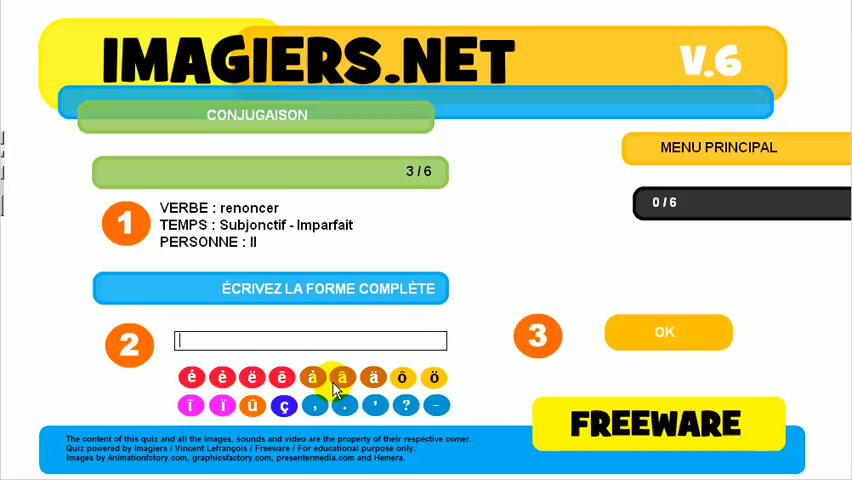 IMAGIERS.NET
V.6
CONJUGAISON
MENU PRINCIPAL
3 / 6
0 / 6
1
VERBE : renoncer
TEMPS : Subjonctif - Imparfait
PERSONNE : II
ÉCRIVEZ LA FORME COMPLÈTE
2
3
OK
é è ë ê à â ä ô ö
î ï û ç , . ' ? -
FREEWARE
The content of this quiz and all the images, sounds and video are the property of their respective owner.
Quiz powered by Imagiers / Vincent Lefrançois / Freeware / For educational purpose only.
Images by Animationfctory.com, graphicsfactory.com, presentermedia.com and Hemera.